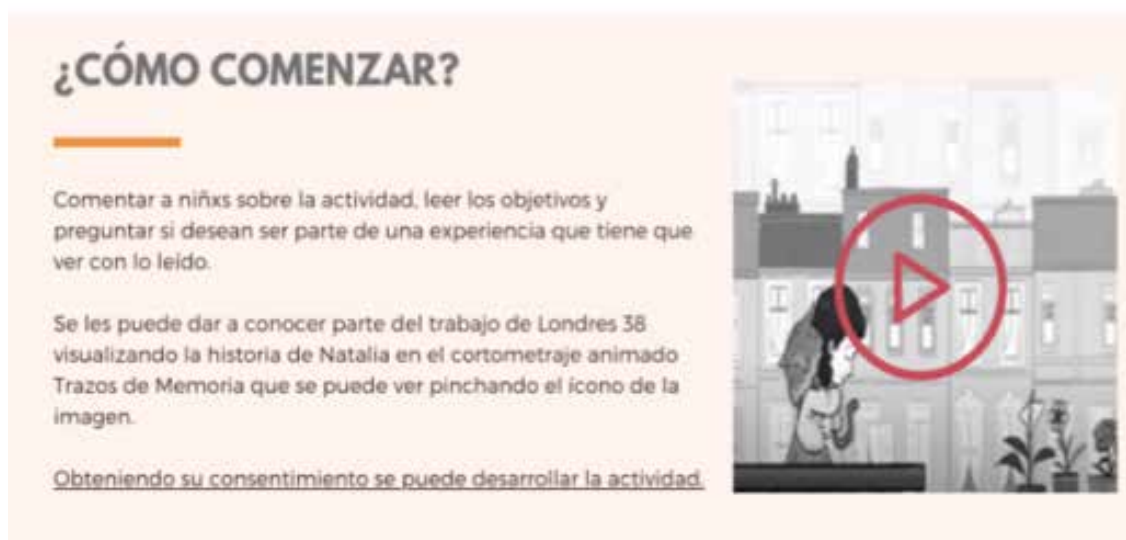 ¿CÓMO COMENZAR?
Comentar a niñxs sobre la actividad, leer los objetivos y
preguntar si desean ser parte de una experiencia que tiene que
ver con lo leído.
Se les puede dar a conocer parte del trabajo de Londres 38
visualizando la historia de Natalia en el cortometraje animado
Trazos de Memoria que se puede ver pinchando el ícono de la
imagen.
Obteniendo su consentimiento se puede desarrollar la actividad.